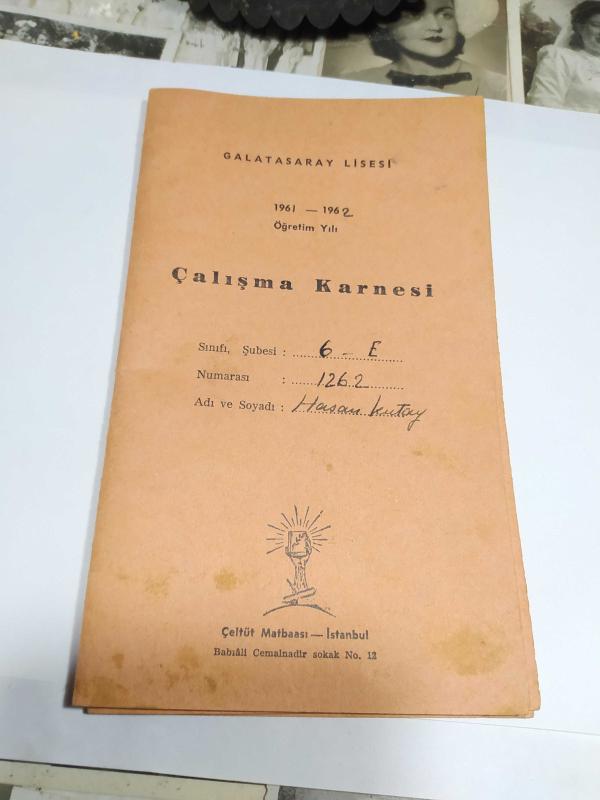 GALATASARAY LİSESİ
1961 — 1962
Öğretim Yılı
Çalışma Karnesi
Sınıfı, Şubesi : 6 - E
Numarası : 1262
Adı ve Soyadı : Hasan Kutay
Çeltüt Matbaası — İstanbul
Babıâli Cemalnadir sokak No. 12